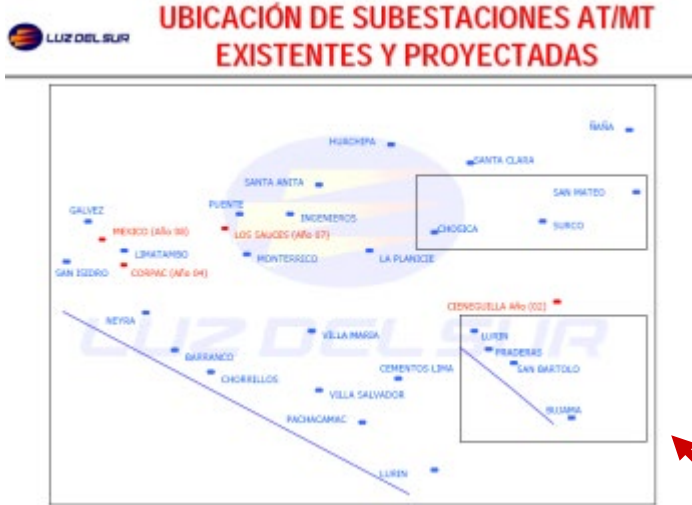 LUZ DEL SUR
UBICACIÓN DE SUBESTACIONES AT/MT
EXISTENTES Y PROYECTADAS
ÑAÑA
HUACHIPA
SANTA CLARA
SANTA ANITA
SAN MATEO
PUENTE
GALVEZ
INGENIEROS
SURCO
MEXICO (Año 08)
LOS SAUCES (Año 07)
CHOSICA
LIMATAMBO
MONTERRICO
LA PLANICIE
SAN ISIDRO
CORPAC (Año 04)
CIENEGUILLA Año (02)
NEYRA
LUZ DEL SUR
VILLA MARIA
LURIN
PRADERAS
BARRANCO
SAN BARTOLO
CEMENTOS LIMA
CHORRILLOS
VILLA SALVADOR
BUJAMA
PACHACAMAC
LURIN